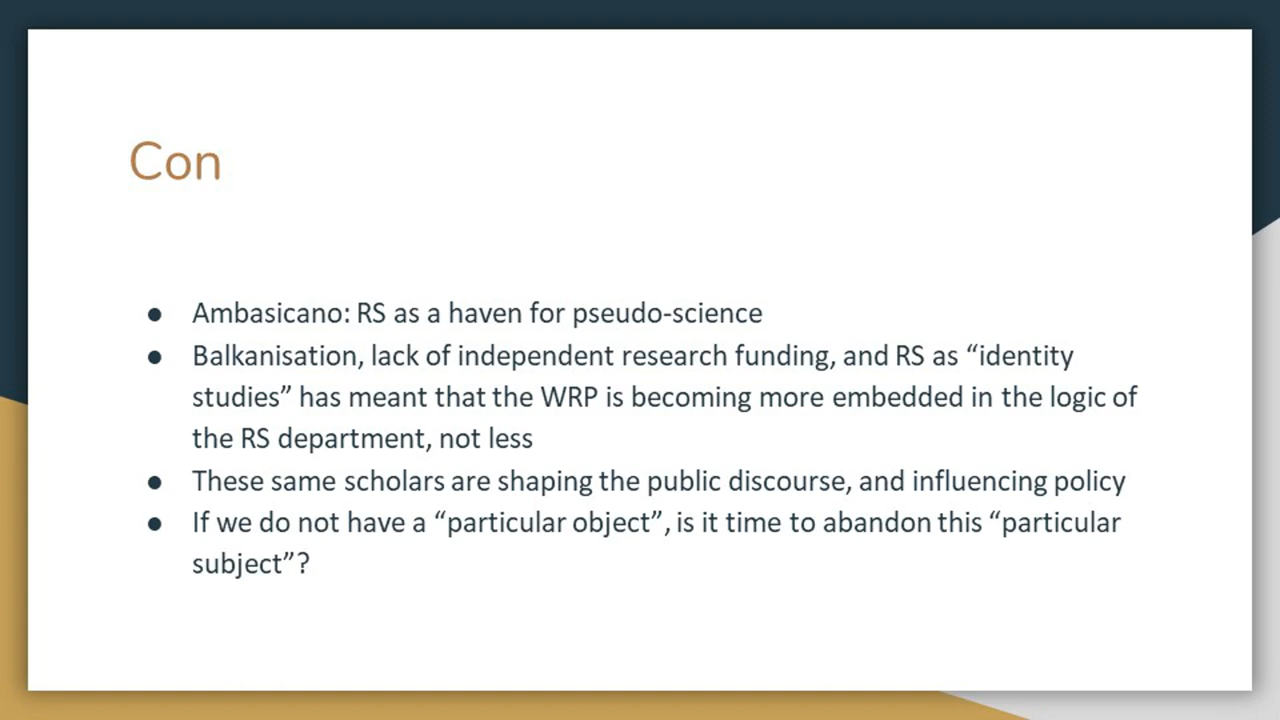 Con
● Ambasicano: RS as a haven for pseudo-science
● Balkanisation, lack of independent research funding, and RS as “identity
studies” has meant that the WRP is becoming more embedded in the logic of
the RS department, not less
● These same scholars are shaping the public discourse, and influencing policy
● If we do not have a “particular object”, is it time to abandon this “particular
subject”?